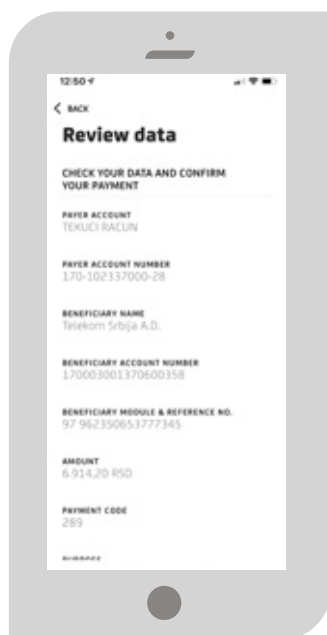 12:50
BACK
Review data
CHECK YOUR DATA AND CONFIRM
YOUR PAYMENT
PAYER ACCOUNT
TEKUCI RACUN
PAYER ACCOUNT NUMBER
170-102337000-28
BENEFICIARY NAME
Telekom Srbija A.D.
BENEFICIARY ACCOUNT NUMBER
170003001370600358
BENEFICIARY MODULE & REFERENCE NO.
97 962350653777345
AMOUNT
6.914,20 RSD
PAYMENT CODE
289